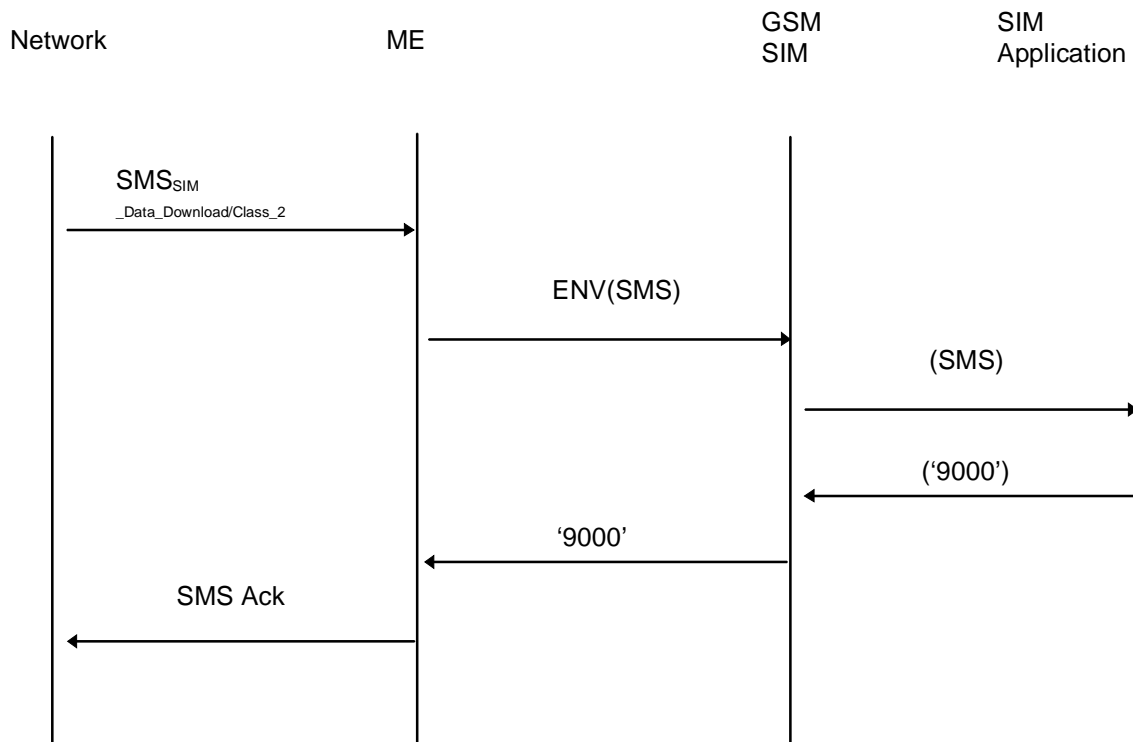 Network
ME
GSM
SIM
SIM
Application
SMSSIM
_Data_Download/Class_2
ENV(SMS)
(SMS)
(‘9000’)
‘9000’
SMS Ack